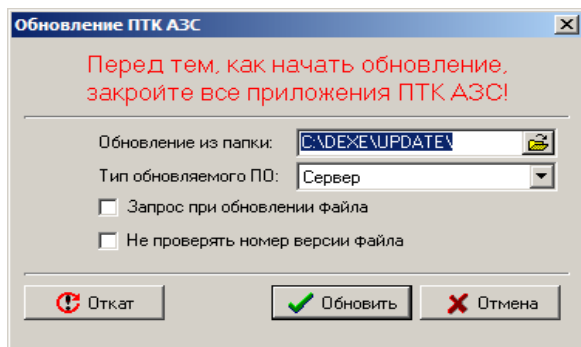 Обновление ПТК АЗС
Перед тем, как начать обновление,
закройте все приложения ПТК АЗС!
Обновление из папки: C:\DEXE\UPDATE\
Тип обновляемого ПО: Сервер
Запрос при обновлении файла
Не проверять номер версии файла
Откат Обновить Отмена